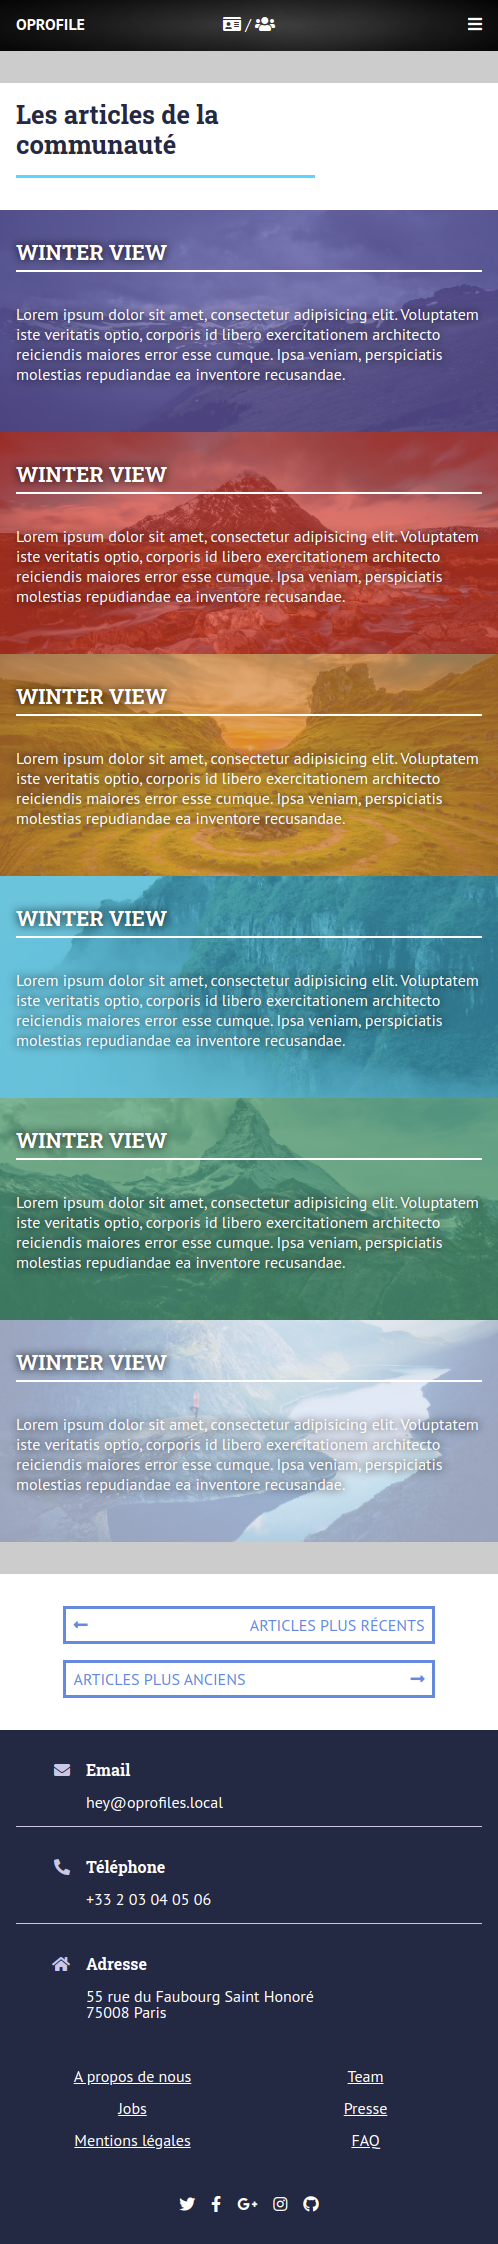 OPROFILE /
Les articles de la
communauté
WINTER VIEW
Lorem ipsum dolor sit amet, consectetur adipisicing elit. Voluptatem
iste veritatis optio, corporis id libero exercitationem architecto
reiciendis maiores error esse cumque. Ipsa veniam, perspiciatis
molestias repudiandae ea inventore recusandae.
WINTER VIEW
Lorem ipsum dolor sit amet, consectetur adipisicing elit. Voluptatem
iste veritatis optio, corporis id libero exercitationem architecto
reiciendis maiores error esse cumque. Ipsa veniam, perspiciatis
molestias repudiandae ea inventore recusandae.
WINTER VIEW
Lorem ipsum dolor sit amet, consectetur adipisicing elit. Voluptatem
iste veritatis optio, corporis id libero exercitationem architecto
reiciendis maiores error esse cumque. Ipsa veniam, perspiciatis
molestias repudiandae ea inventore recusandae.
WINTER VIEW
Lorem ipsum dolor sit amet, consectetur adipisicing elit. Voluptatem
iste veritatis optio, corporis id libero exercitationem architecto
reiciendis maiores error esse cumque. Ipsa veniam, perspiciatis
molestias repudiandae ea inventore recusandae.
WINTER VIEW
Lorem ipsum dolor sit amet, consectetur adipisicing elit. Voluptatem
iste veritatis optio, corporis id libero exercitationem architecto
reiciendis maiores error esse cumque. Ipsa veniam, perspiciatis
molestias repudiandae ea inventore recusandae.
WINTER VIEW
Lorem ipsum dolor sit amet, consectetur adipisicing elit. Voluptatem
iste veritatis optio, corporis id libero exercitationem architecto
reiciendis maiores error esse cumque. Ipsa veniam, perspiciatis
molestias repudiandae ea inventore recusandae.
ARTICLES PLUS RÉCENTS
ARTICLES PLUS ANCIENS
Email
hey@oprofiles.local
Téléphone
+33 2 03 04 05 06
Adresse
55 rue du Faubourg Saint Honoré
75008 Paris
A propos de nous Team
Jobs Presse
Mentions légales FAQ